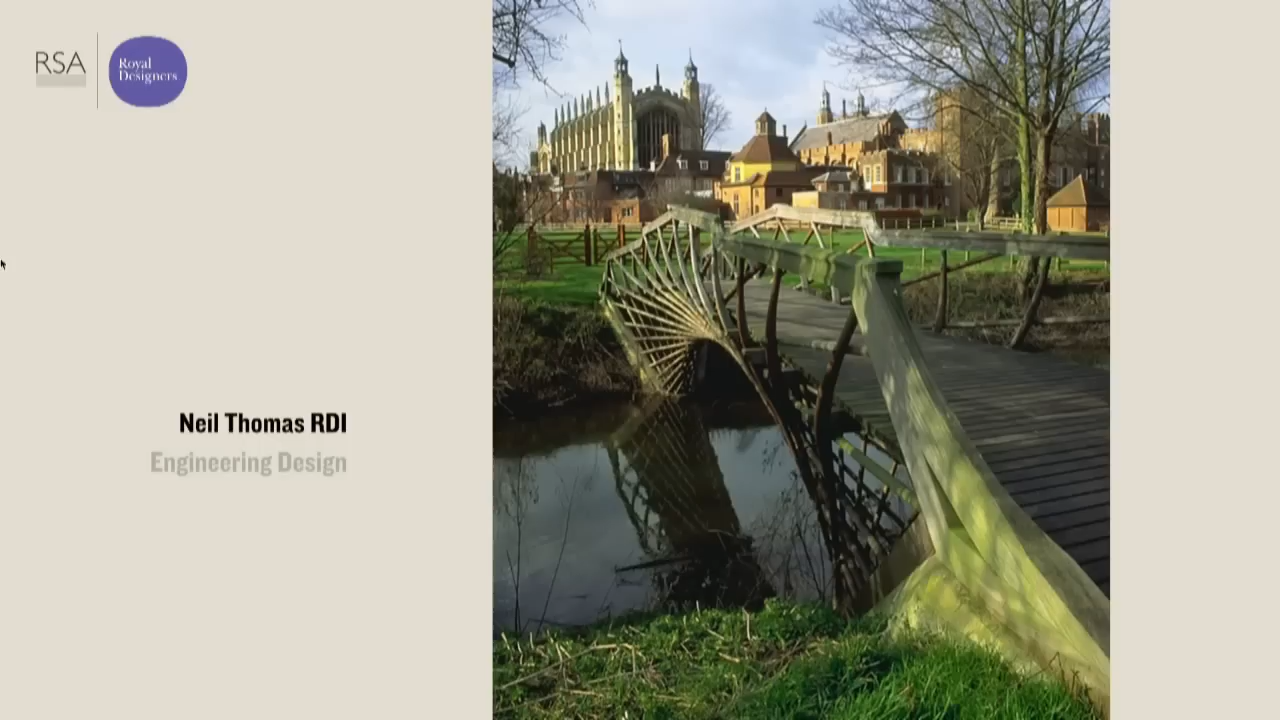 RSA
Royal
Designers
Neil Thomas RDI
Engineering Design